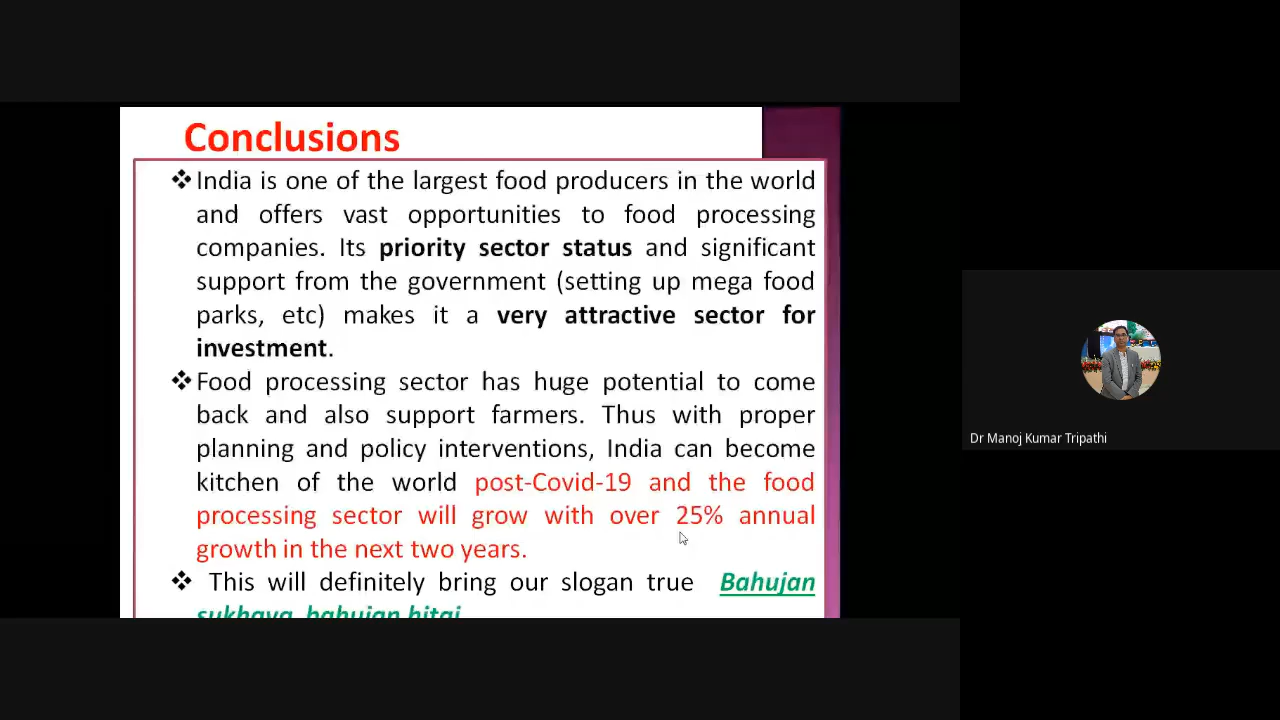 Conclusions
❖India is one of the largest food producers in the world
and offers vast opportunities to food processing
companies. Its priority sector status and significant
support from the government (setting up mega food
parks, etc) makes it a very attractive sector for
investment.
❖Food processing sector has huge potential to come
back and also support farmers. Thus with proper
planning and policy interventions, India can become
kitchen of the world post-Covid-19 and the food
processing sector will grow with over 25% annual
growth in the next two years.
❖ This will definitely bring our slogan true Bahujan
sukhaya, bahujan hitai
Dr Manoj Kumar Tripathi